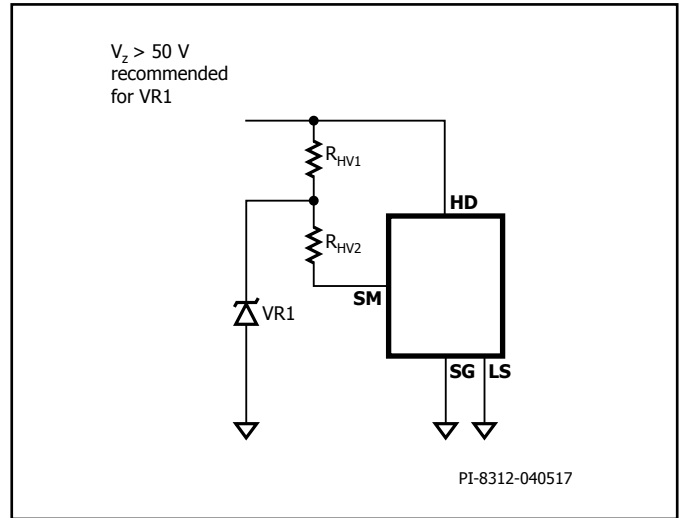 V_z > 50 V
recommended
for VR1
R_HV1
HD
R_HV2
SM
VR1
SG LS
PI-8312-040517